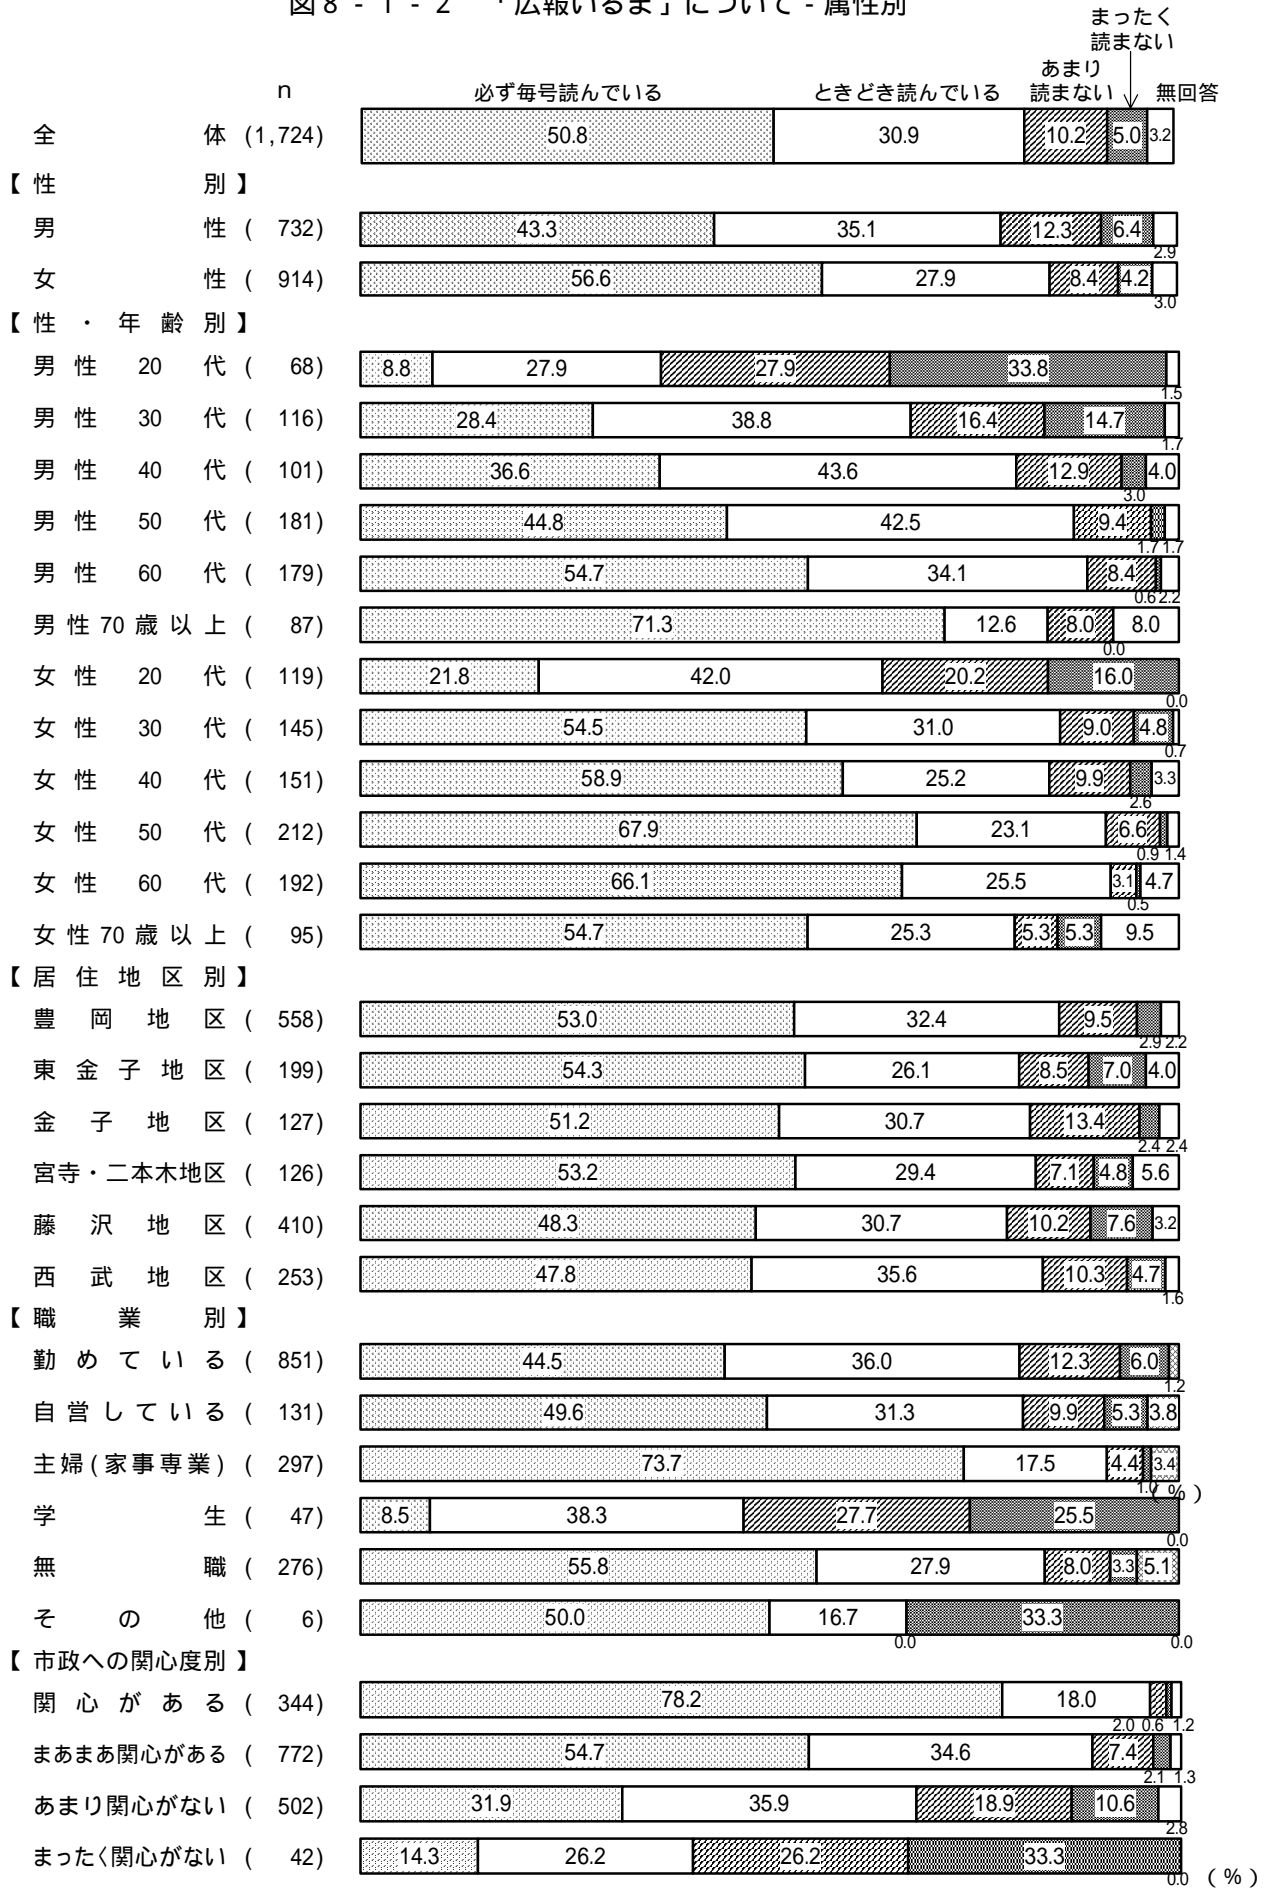 図8-1-2 「広報いるま」について-属性別
まったく
読まない
あまり
n 必ず毎号読んでいる ときどき読んでいる 読まない 無回答
全体 (1,724) 50.8 30.9 10.2 5.0 3.2
【性別】
男性 ( 732) 43.3 35.1 12.3 6.4 2.9
女性 ( 914) 56.6 27.9 8.4 4.2 3.0
【性・年齢別】
男性 20代 ( 68) 8.8 27.9 27.9 33.8 1.5
男性 30代 ( 116) 28.4 38.8 16.4 14.7 1.7
男性 40代 ( 101) 36.6 43.6 12.9 3.0 4.0
男性 50代 ( 181) 44.8 42.5 9.4 1.7 1.7
男性 60代 ( 179) 54.7 34.1 8.4 0.6 2.2
男性70歳以上 ( 87) 71.3 12.6 8.0 0.0 8.0
女性 20代 ( 119) 21.8 42.0 20.2 16.0 0.0
女性 30代 ( 145) 54.5 31.0 9.0 4.8 0.7
女性 40代 ( 151) 58.9 25.2 9.9 2.6 3.3
女性 50代 ( 212) 67.9 23.1 6.6 0.9 1.4
女性 60代 ( 192) 66.1 25.5 3.1 0.5 4.7
女性70歳以上 ( 95) 54.7 25.3 5.3 5.3 9.5
【居住地区別】
豊岡地区 ( 558) 53.0 32.4 9.5 2.9 2.2
東金子地区 ( 199) 54.3 26.1 8.5 7.0 4.0
金子地区 ( 127) 51.2 30.7 13.4 2.4 2.4
宮寺・二本木地区 ( 126) 53.2 29.4 7.1 4.8 5.6
藤沢地区 ( 410) 48.3 30.7 10.2 7.6 3.2
西武地区 ( 253) 47.8 35.6 10.3 4.7 1.6
【職業別】
勤めている ( 851) 44.5 36.0 12.3 6.0 1.2
自営している ( 131) 49.6 31.3 9.9 5.3 3.8
主婦(家事専業) ( 297) 73.7 17.5 4.4 1.0 3.4
(%)
学生 ( 47) 8.5 38.3 27.7 25.5 0.0
無職 ( 276) 55.8 27.9 8.0 3.3 5.1
その他 ( 6) 50.0 16.7 0.0 33.3 0.0
【市政への関心度別】
関心がある ( 344) 78.2 18.0 2.0 0.6 1.2
まあまあ関心がある ( 772) 54.7 34.6 7.4 2.1 1.3
あまり関心がない ( 502) 31.9 35.9 18.9 10.6 2.8
まったく関心がない ( 42) 14.3 26.2 26.2 33.3 0.0 (%)